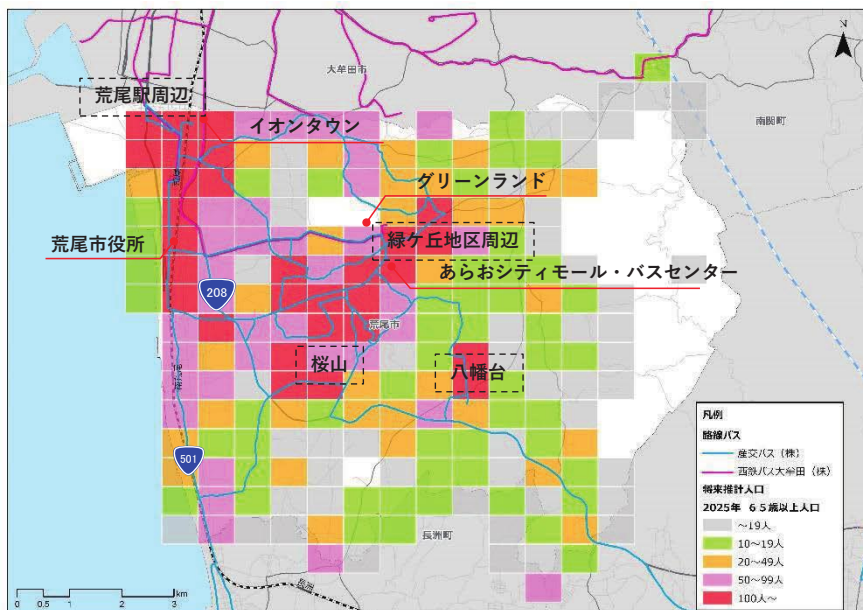 N
大牟田市
南関町
荒尾駅周辺
イオンタウン
グリーンランド
荒尾市役所
緑ケ丘地区周辺
あらおシティモール・バスセンター
208
荒尾市
桜山
八幡台
501
長洲町
凡例
路線バス
産交バス（株）
西鉄バス大牟田（株）
将来推計人口
2025年 65歳以上人口
～19人
10～19人
20～49人
50～99人
100人～
0 0.5 1 2 3 km